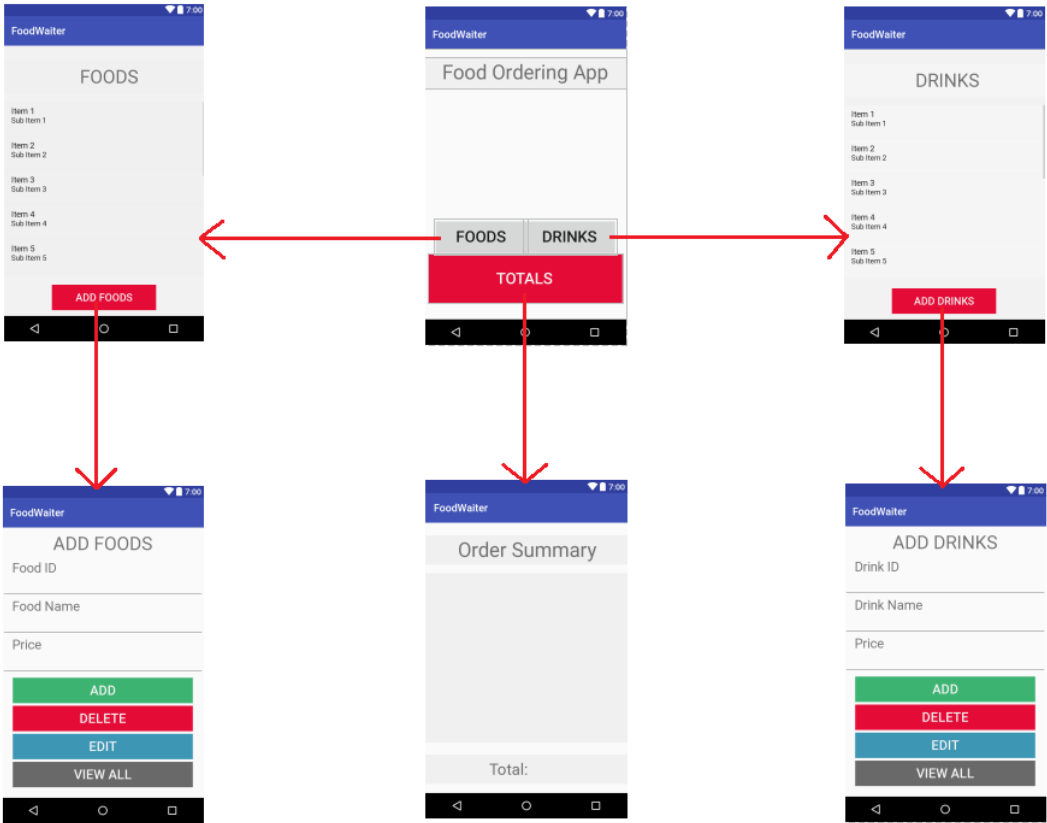 7:00
FoodWaiter
FOODS
Item 1
Sub Item 1
Item 2
Sub Item 2
Item 3
Sub Item 3
Item 4
Sub Item 4
Item 5
Sub Item 5
ADD FOODS
7:00
FoodWaiter
Food Ordering App
FOODS DRINKS
TOTALS
7:00
FoodWaiter
DRINKS
Item 1
Sub Item 1
Item 2
Sub Item 2
Item 3
Sub Item 3
Item 4
Sub Item 4
Item 5
Sub Item 5
ADD DRINKS
7:00
FoodWaiter
ADD FOODS
Food ID
Food Name
Price
ADD
DELETE
EDIT
VIEW ALL
7:00
FoodWaiter
Order Summary
Total:
7:00
FoodWaiter
ADD DRINKS
Drink ID
Drink Name
Price
ADD
DELETE
EDIT
VIEW ALL